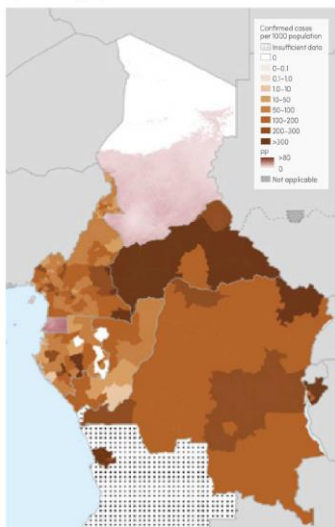 Confirmed cases
per 1000 population
Insufficient data
0
0–0.1
0.1–1.0
1.0–10
10–50
50–100
100–200
200–300
>300
PP
>80
0
Not applicable